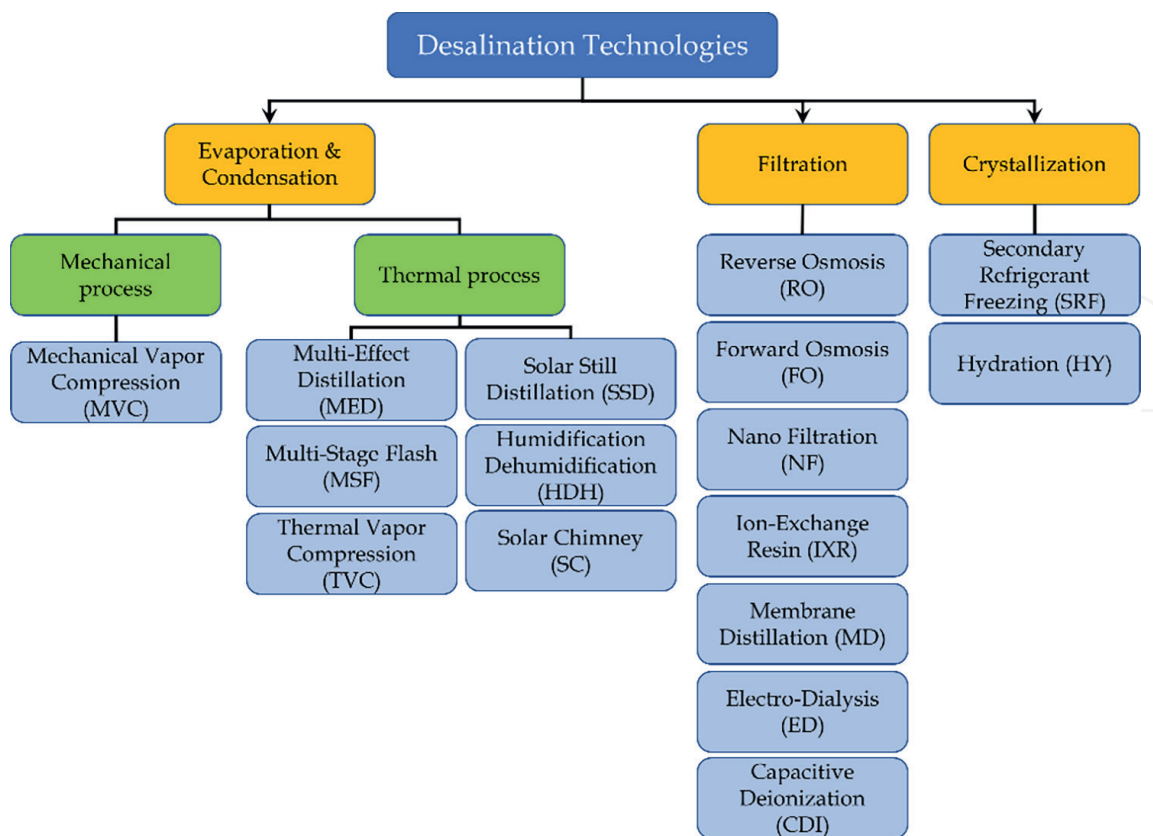 Desalination Technologies
Evaporation &
Condensation
Filtration
Crystallization
Mechanical
process
Thermal process
Mechanical Vapor
Compression
(MVC)
Multi-Effect
Distillation
(MED)
Multi-Stage Flash
(MSF)
Thermal Vapor
Compression
(TVC)
Solar Still
Distillation (SSD)
Humidification
Dehumidification
(HDH)
Solar Chimney
(SC)
Reverse Osmosis
(RO)
Forward Osmosis
(FO)
Nano Filtration
(NF)
Ion-Exchange
Resin (IXR)
Membrane
Distillation (MD)
Electro-Dialysis
(ED)
Capacitive
Deionization
(CDI)
Secondary
Refrigerant
Freezing (SRF)
Hydration (HY)